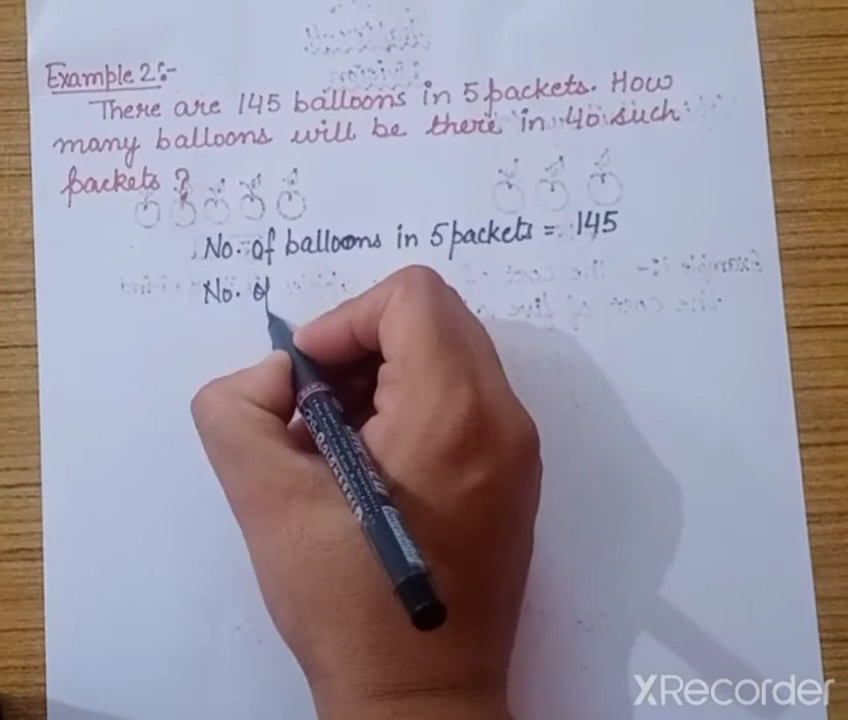 Example 2:-
There are 145 balloons in 5 packets. How
many balloons will be there in 40 such
packets?
No. of balloons in 5 packets = 145
No. of
XRecorder